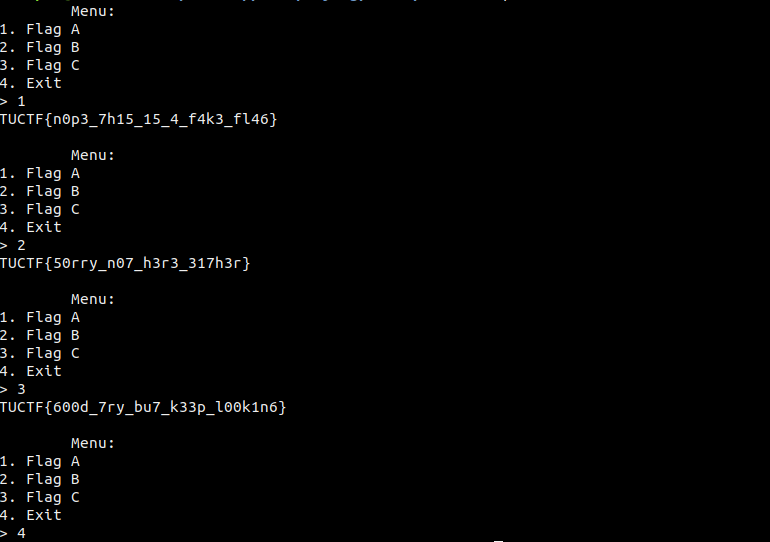 Menu:
1. Flag A
2. Flag B
3. Flag C
4. Exit
> 1
TUCTF{n0p3_7h15_15_4_f4k3_fl46}
Menu:
1. Flag A
2. Flag B
3. Flag C
4. Exit
> 2
TUCTF{50rry_n07_h3r3_317h3r}
Menu:
1. Flag A
2. Flag B
3. Flag C
4. Exit
> 3
TUCTF{600d_7ry_bu7_k33p_l00k1n6}
Menu:
1. Flag A
2. Flag B
3. Flag C
4. Exit
> 4